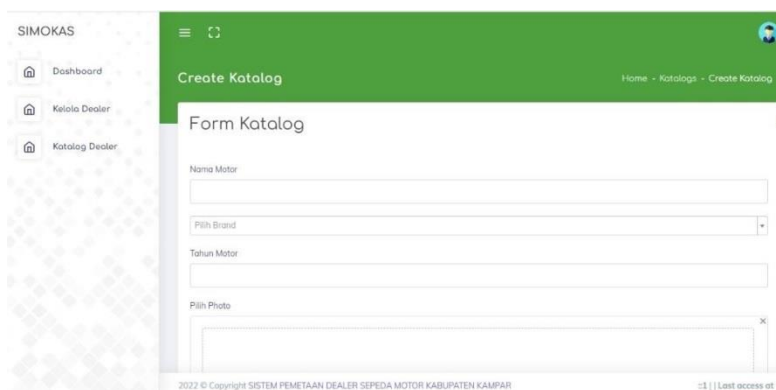 SIMOKAS
Dashboard
Kelola Dealer
Katalog Dealer
Create Katalog
Home - Katalogs - Create Katalog
Form Katalog
Nama Motor
Pilih Brand
Tahun Motor
Pilih Photo
2022 © Copyright SISTEM PEMETAAN DEALER SEPEDA MOTOR KABUPATEN KAMPAR
::1 | | Last access at